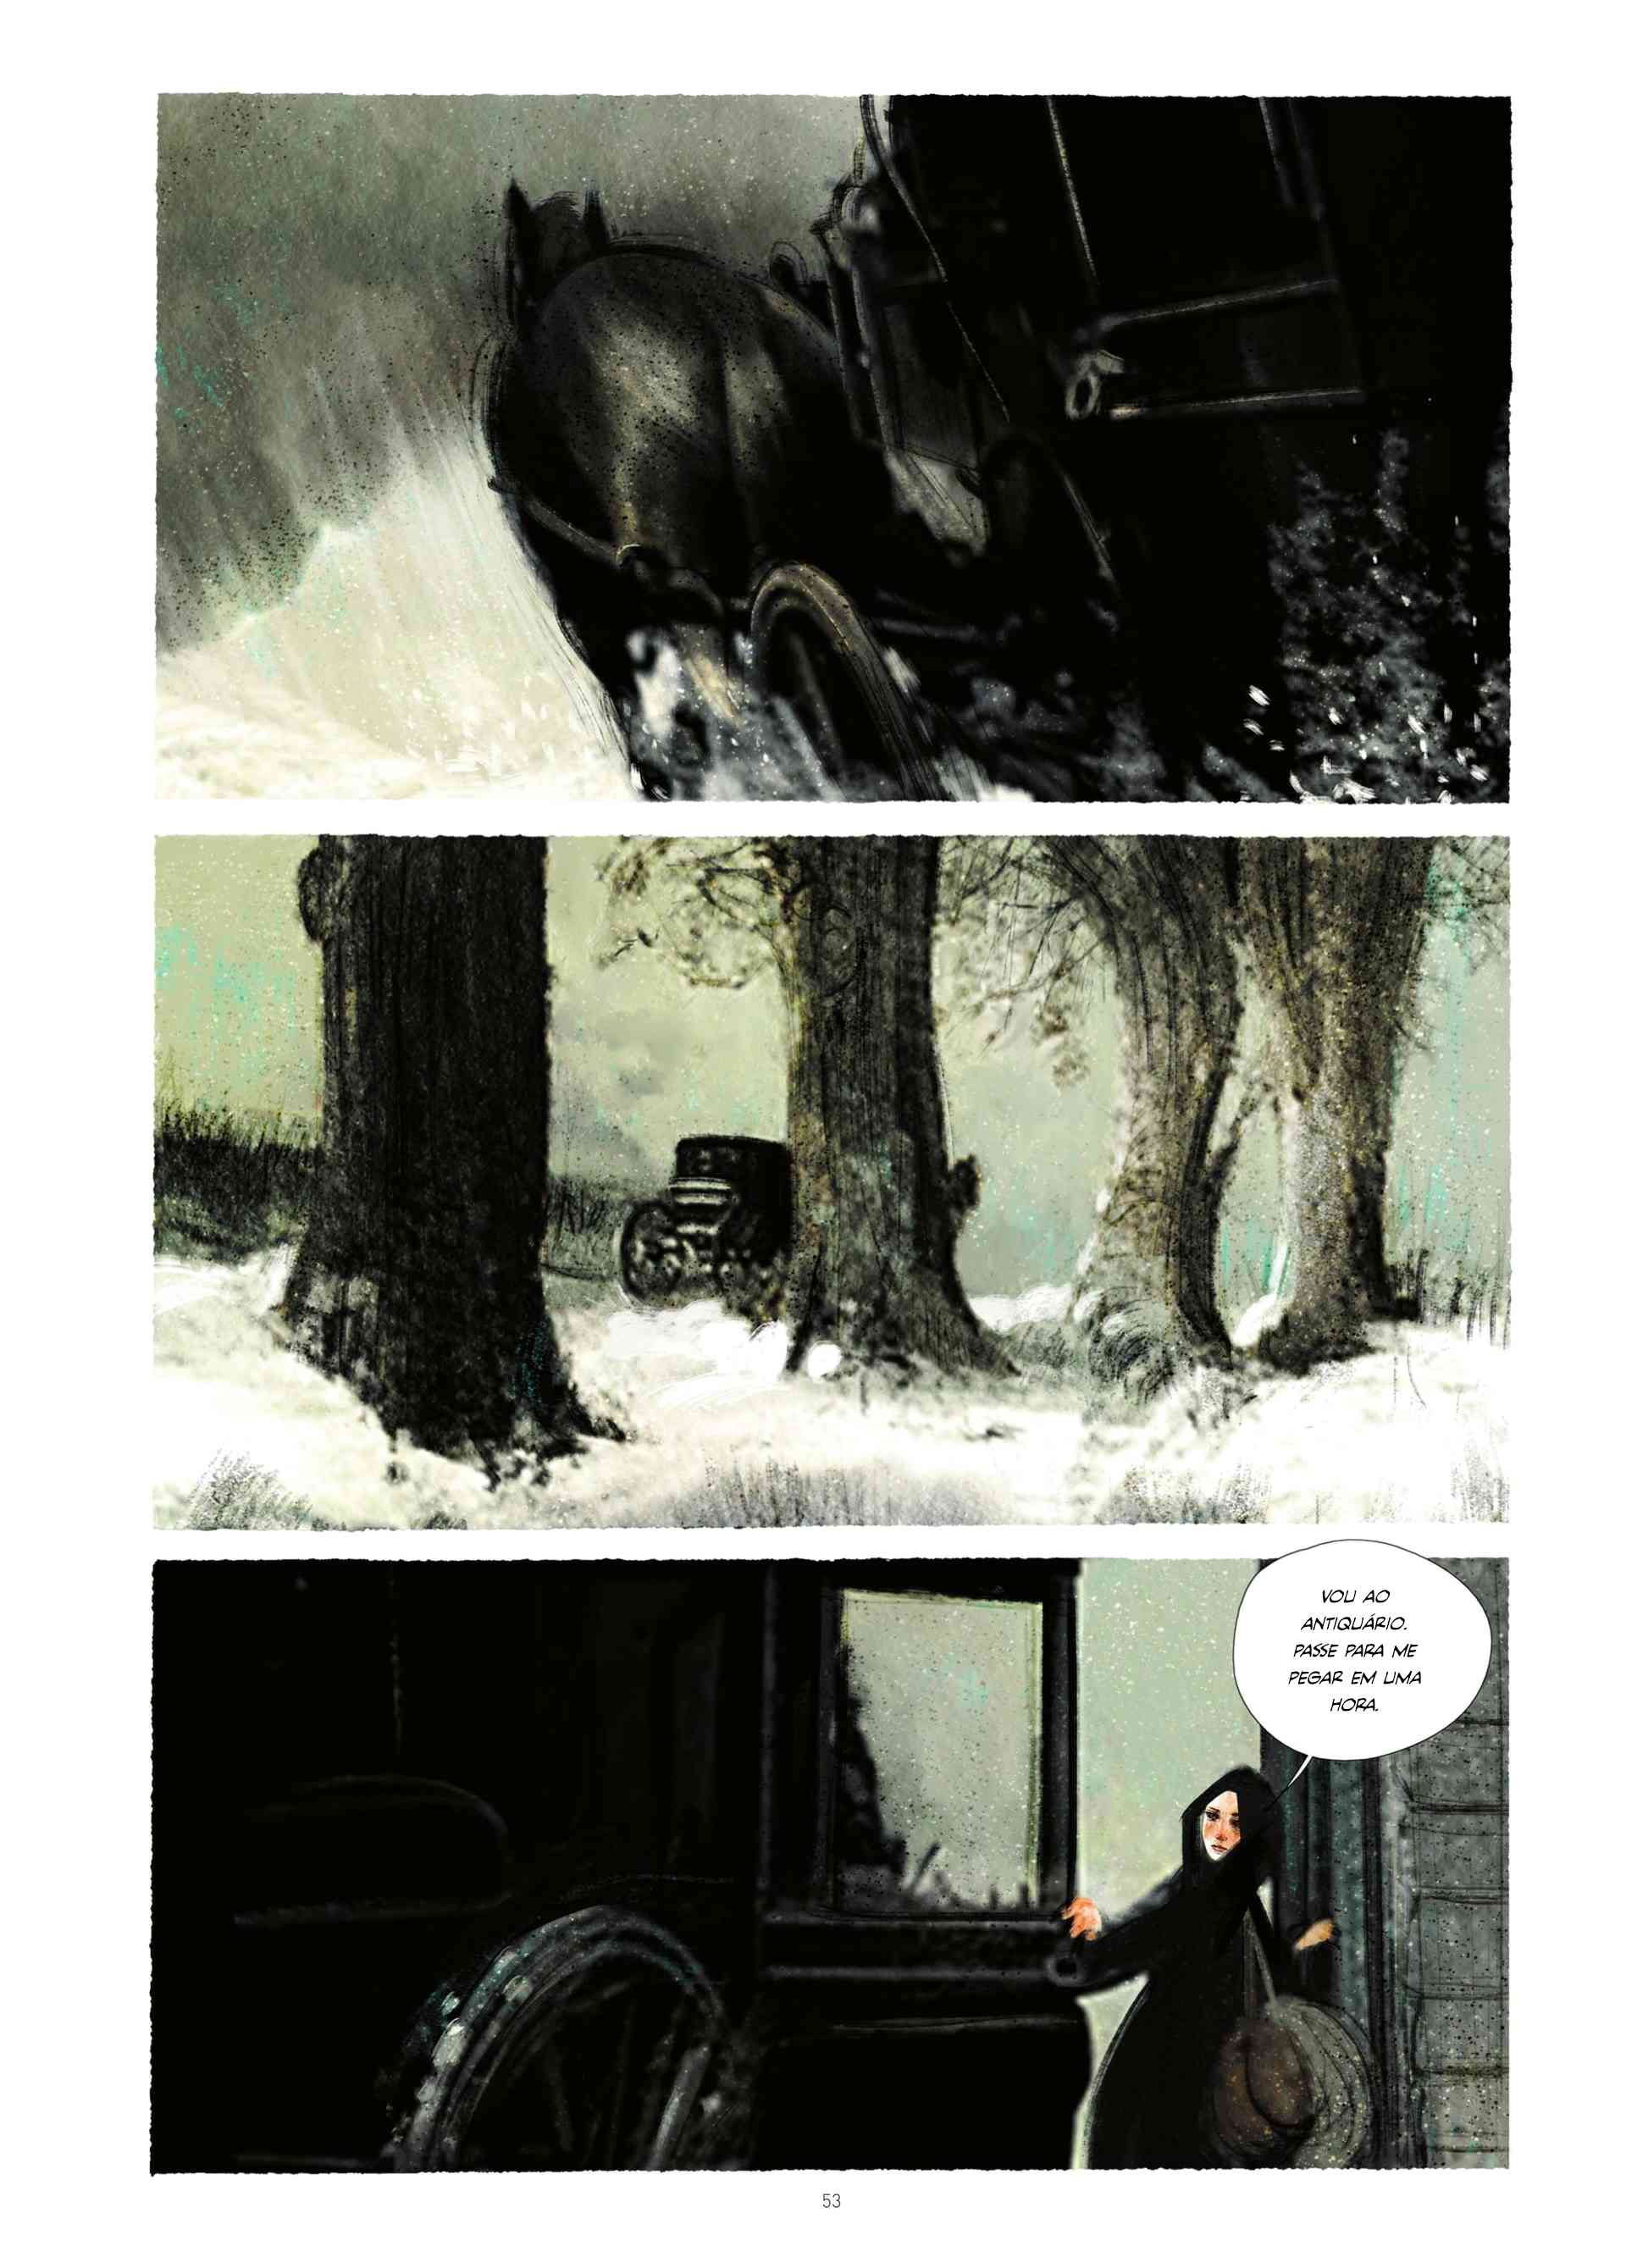 VOU AO
ANTIQUÁRIO.
PASSE PARA ME
PEGAR EM UMA
HORA.
53